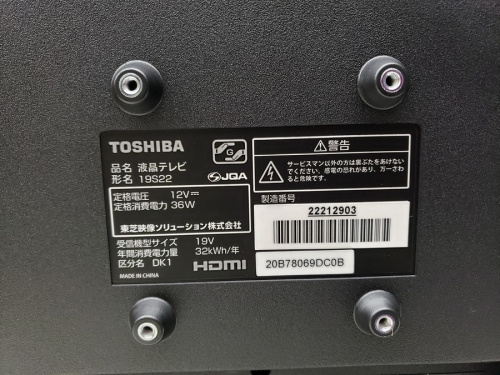 TOSHIBA
品名 液晶テレビ
形名 19S22
G
JQA
定格電圧 12V⎓
定格消費電力 36W
東芝映像ソリューション株式会社
受信機型サイズ 19V
年間消費電力量 32kWh/年
区分名 DK1
HDMI
MADE IN CHINA
⚠警告
サービスマン以外の方は裏ぶたをあけない
でください。感電の恐れがあり、万一さわ
ると危険です。
製造番号
22212903
20B78069DC0B